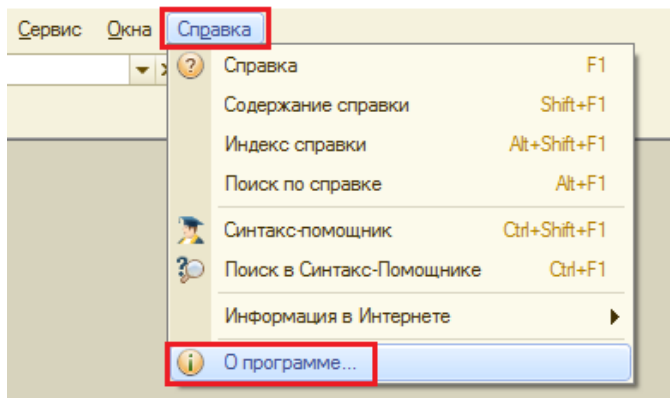 Сервис Окна Справка
Справка F1
Содержание справки Shift+F1
Индекс справки Alt+Shift+F1
Поиск по справке Alt+F1
Синтакс-помощник Ctrl+Shift+F1
Поиск в Синтакс-Помощнике Ctrl+F1
Информация в Интернете
О программе...